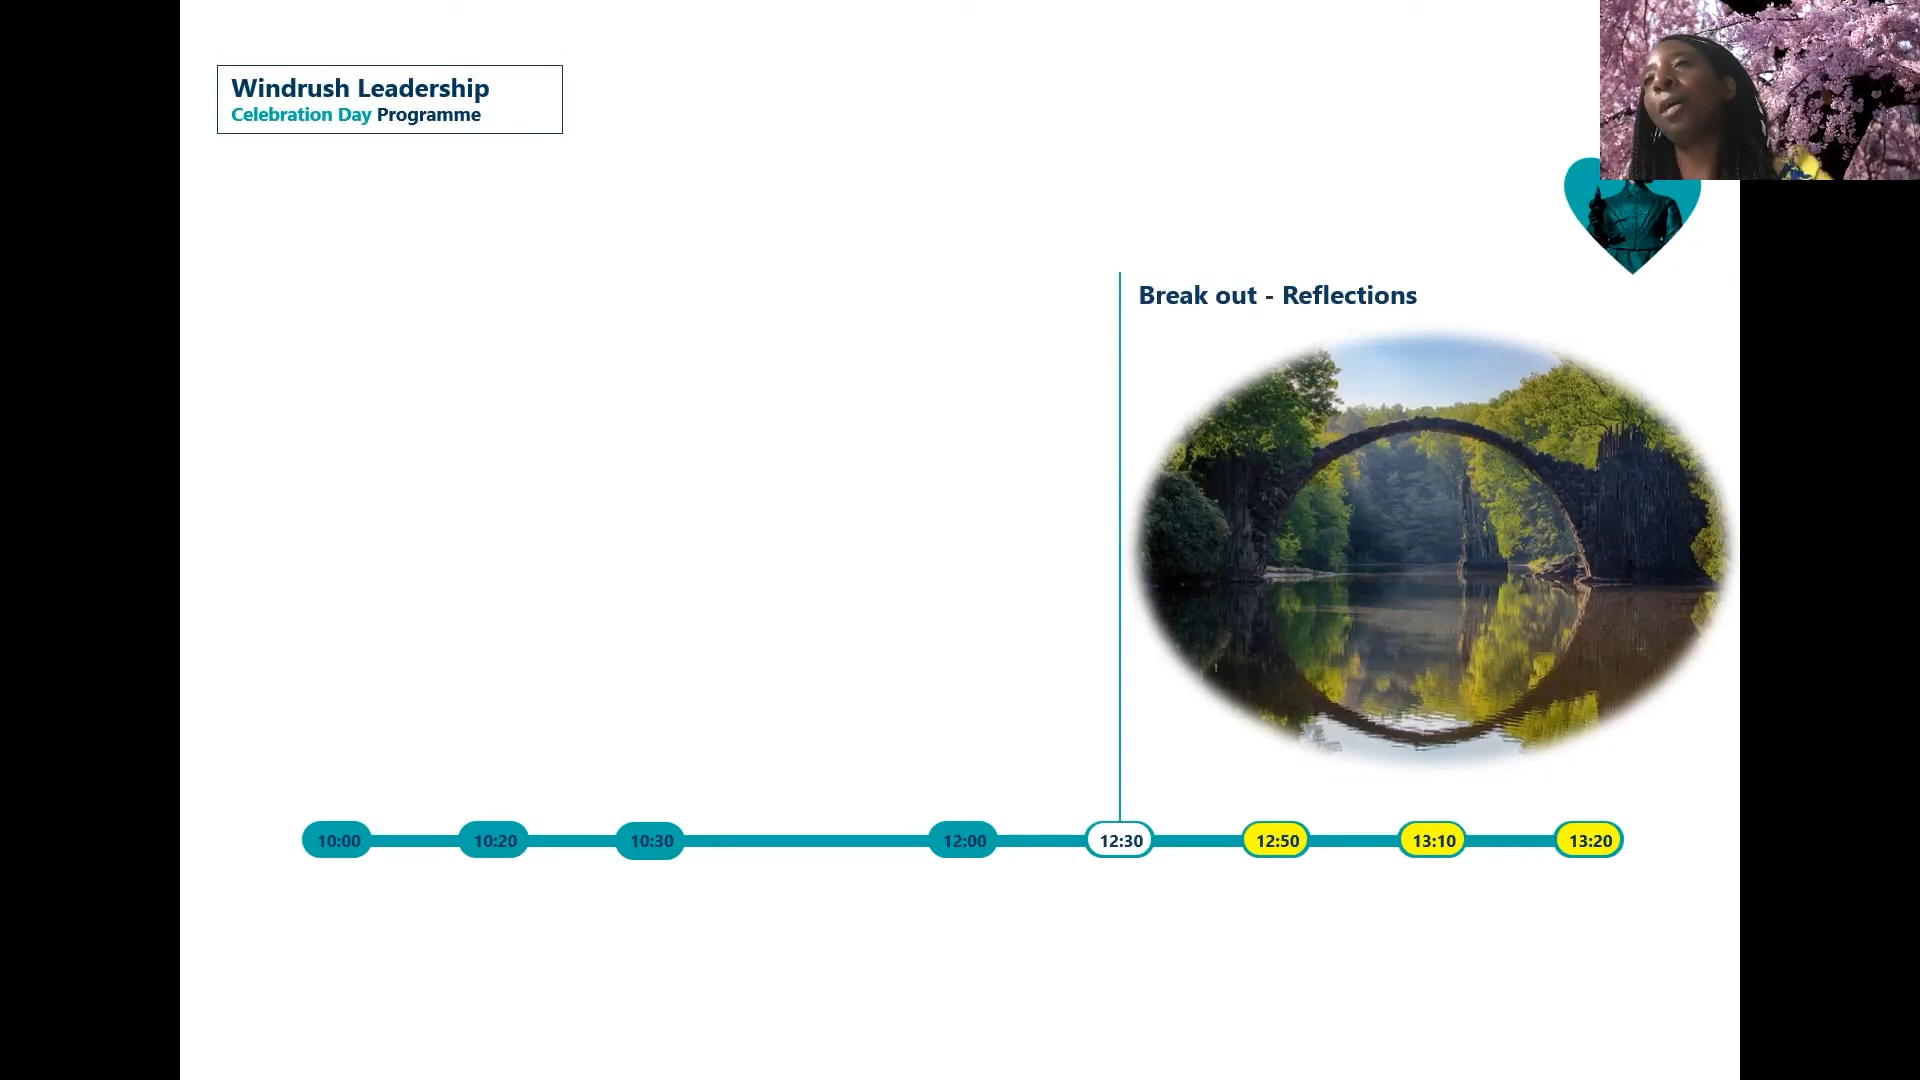 Windrush Leadership
Celebration Day Programme
Break out - Reflections
10:00
10:20
10:30
12:00
12:30
12:50
13:10
13:20